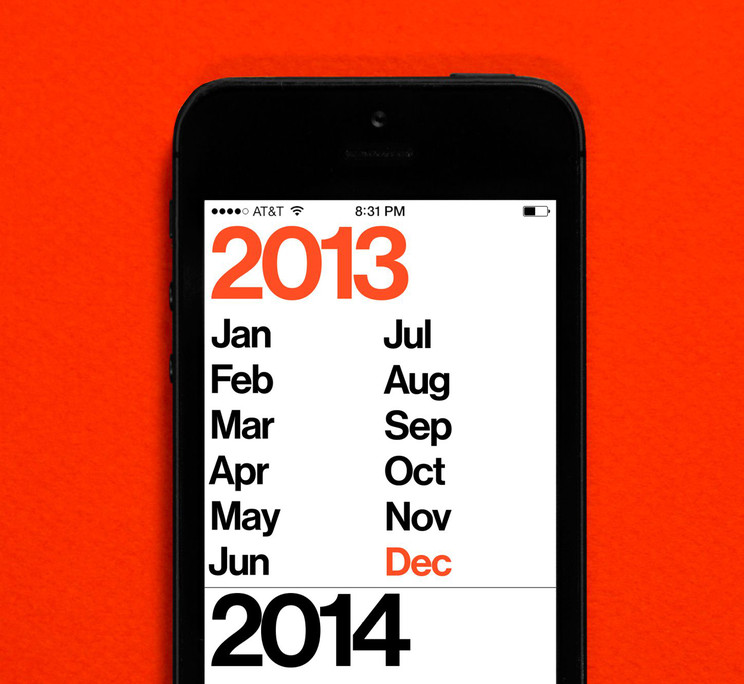 AT&T 8:31 PM
2013
Jan Jul
Feb Aug
Mar Sep
Apr Oct
May Nov
Jun Dec
2014